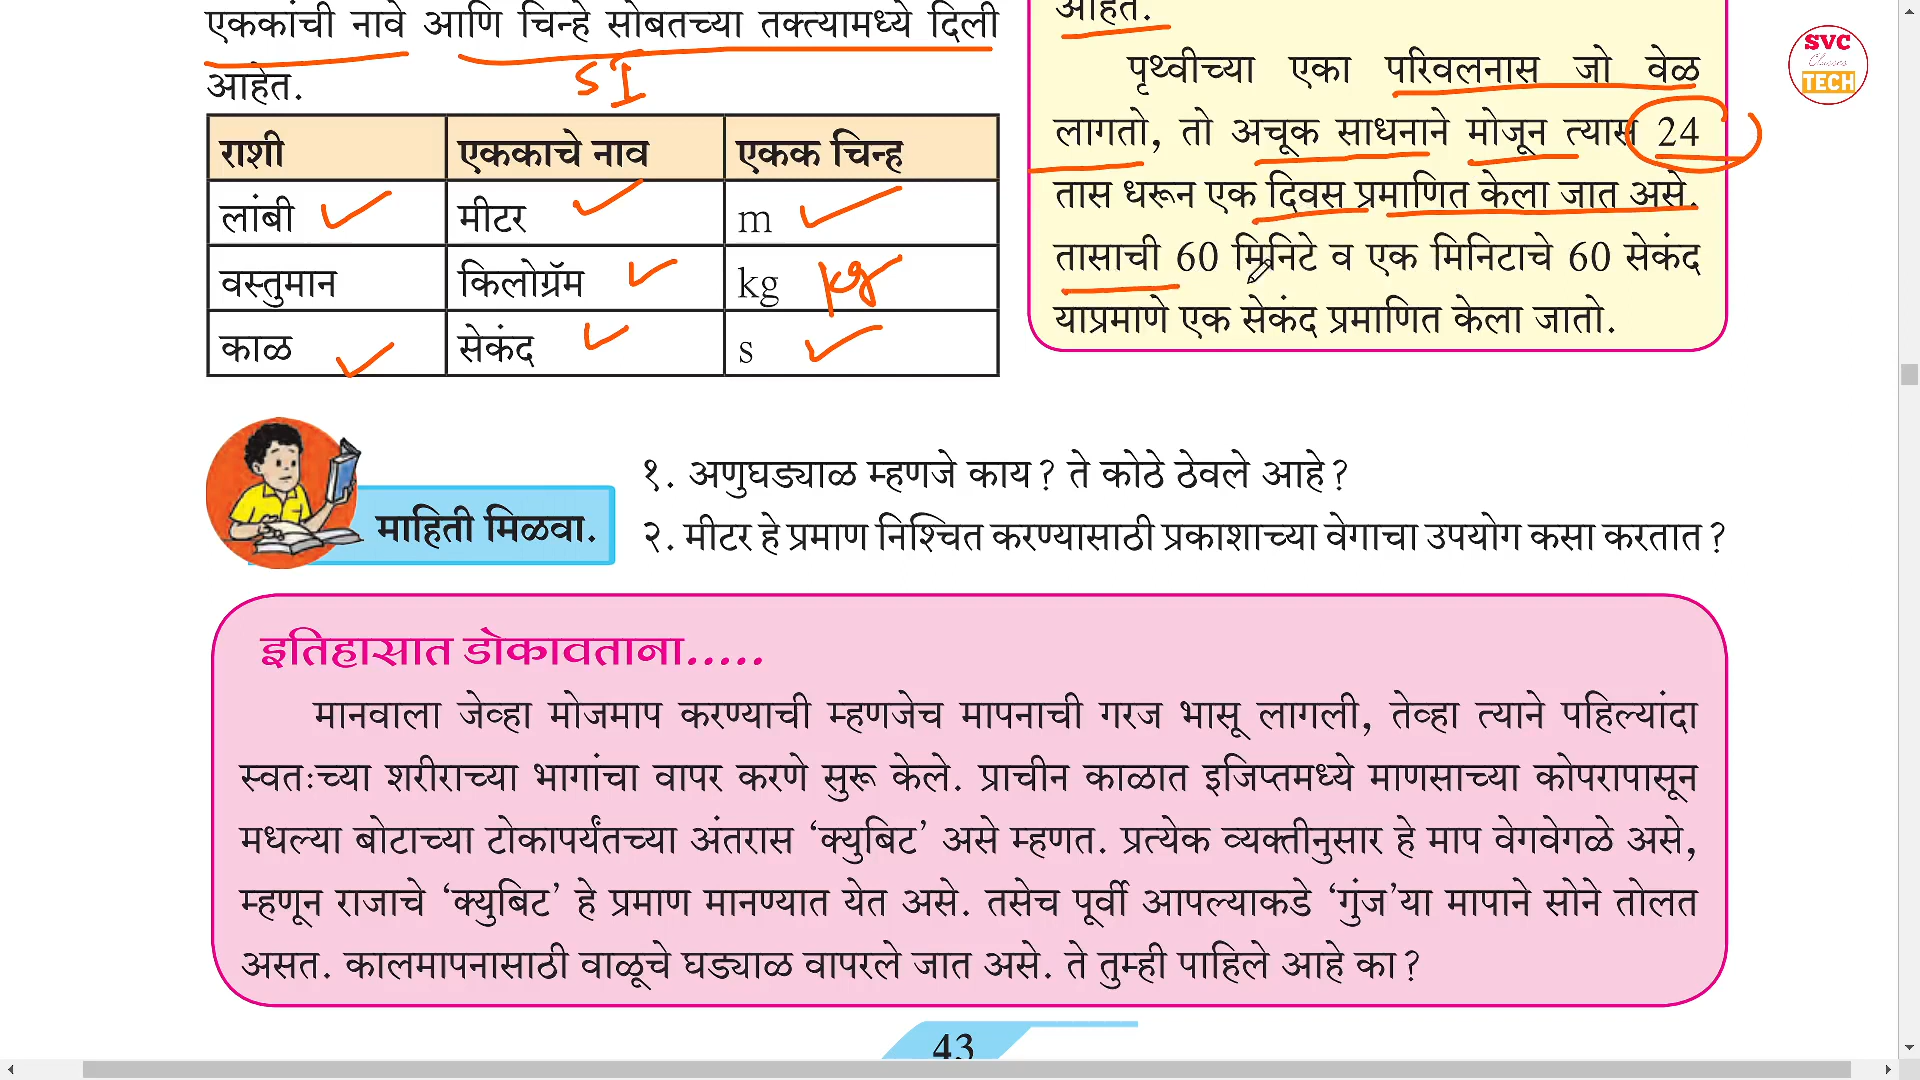 एककांची नावे आणि चिन्हे सोबतच्या तक्त्यामध्ये दिली
आहेत.
SI
राशी एककाचे नाव एकक चिन्ह
लांबी मीटर m
वस्तुमान किलोग्रॅम kg kg
काळ सेकंद s
आहेत.
पृथ्वीच्या एका परिवलनास जो वेळ
लागतो, तो अचूक साधनाने मोजून त्यास 24
तास धरून एक दिवस प्रमाणित केला जात असे.
तासाची 60 मिनिटे व एक मिनिटाचे 60 सेकंद
याप्रमाणे एक सेकंद प्रमाणित केला जातो.
SVC
Classes
TECH
माहिती मिळवा.
१. अणुघड्याळ म्हणजे काय? ते कोठे ठेवले आहे?
२. मीटर हे प्रमाण निश्चित करण्यासाठी प्रकाशाच्या वेगाचा उपयोग कसा करतात?
इतिहासात डोकावताना.....
मानवाला जेव्हा मोजमाप करण्याची म्हणजेच मापनाची गरज भासू लागली, तेव्हा त्याने पहिल्यांदा
स्वतःच्या शरीराच्या भागांचा वापर करणे सुरू केले. प्राचीन काळात इजिप्तमध्ये माणसाच्या कोपरापासून
मधल्या बोटाच्या टोकापर्यंतच्या अंतरास ‘क्युबिट’ असे म्हणत. प्रत्येक व्यक्तीनुसार हे माप वेगवेगळे असे,
म्हणून राजाचे ‘क्युबिट’ हे प्रमाण मानण्यात येत असे. तसेच पूर्वी आपल्याकडे ‘गुंज’या मापाने सोने तोलत
असत. कालमापनासाठी वाळूचे घड्याळ वापरले जात असे. ते तुम्ही पाहिले आहे का?
43